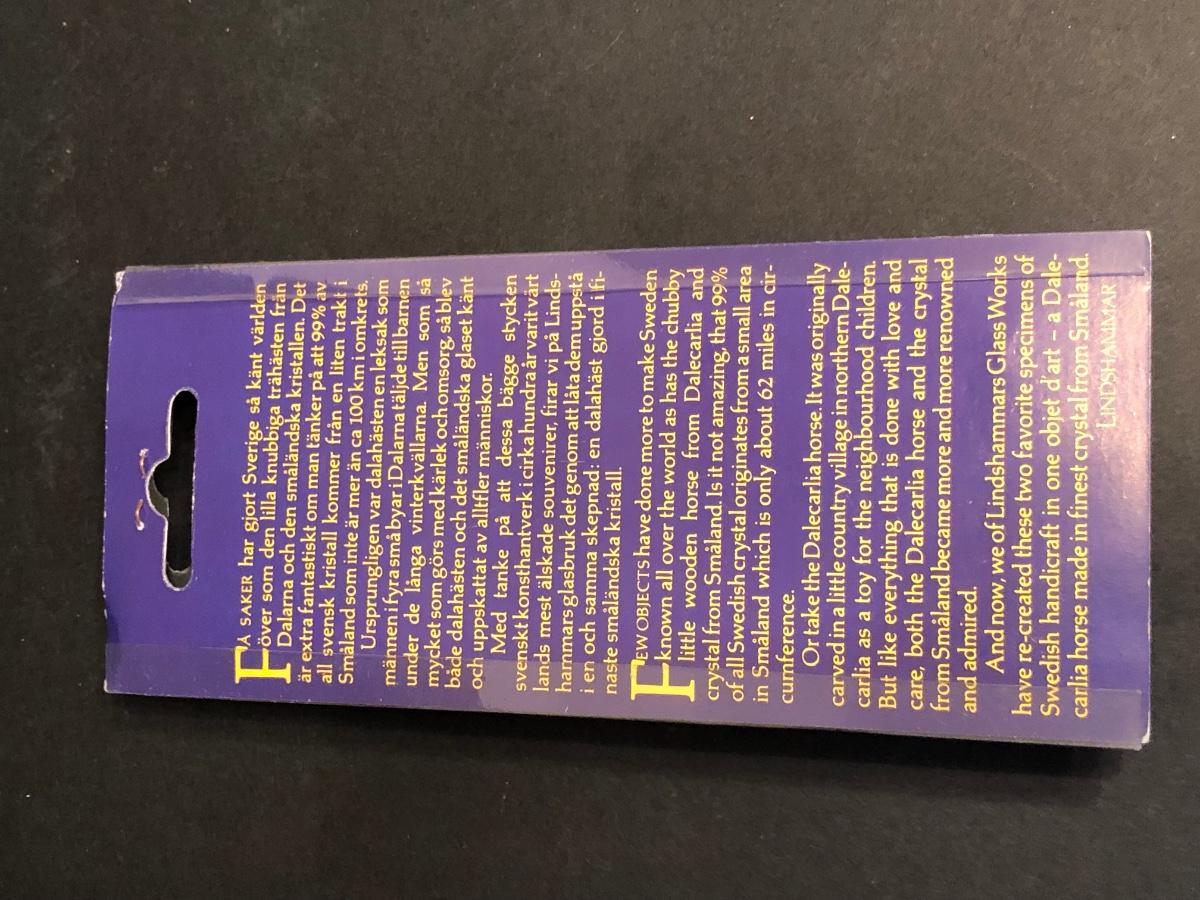 FÅ SAKER har gjort Sverige så känt världen
över som den lilla knubbiga trähästen från
Dalarna och den småländska kristallen. Det
är extra fantastiskt om man tänker på att 99% av
all svensk kristall kommer från en liten trakt i
Småland som inte är mer än ca 100 km i omkrets.
Ursprungligen var dalahästen en leksak som
männen i fyra små byar i Dalarna täljde till barnen
under de långa vinterkvällarna. Men som så
mycket som görs med kärlek och omsorg, så blev
både dalahästen och det småländska glaset känt
och uppskattat av allt fler människor.
Med tanke på att dessa bägge stycken
svenskt konsthantverk i cirka hundra år varit vårt
lands mest älskade souvenirer, firar vi på Linds-
hammars glasbruk det genom att låta dem uppstå
i en och samma skepnad: en dalahäst gjord i fi-
naste småländska kristall.
FEW OBJECTS have done more to make Sweden
known all over the world as has the chubby
little wooden horse from Dalecarlia and
crystal from Småland. Is it not amazing, that 99%
of all Swedish crystal originates from a small area
in Småland which is only about 62 miles in cir-
cumference.
Or take the Dalecarlia horse. It was originally
carved in a little country village in northern Dale-
carlia as a toy for the neighbourhood children.
But like everything that is done with love and
care, both the Dalecarlia horse and the crystal
from Småland became more and more renowned
and admired.
And now, we of Lindshammars Glass Works
have re-created these two favorite specimens of
Swedish handicraft in one objet d'art – a Dale-
carlia horse made in finest crystal from Småland.
LINDSHAMMAR